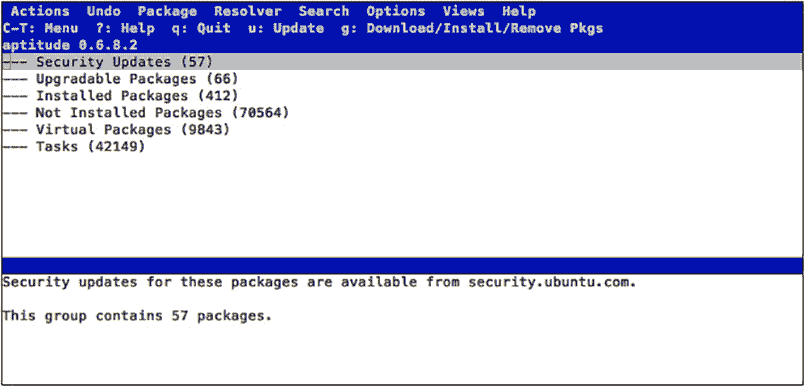 Actions Undo Package Resolver Search Options Views Help
C-T: Menu ?: Help q: Quit u: Update g: Download/Install/Remove Pkgs
aptitude 0.6.8.2
--- Security Updates (57)
--- Upgradable Packages (66)
--- Installed Packages (412)
--- Not Installed Packages (70564)
--- Virtual Packages (9843)
--- Tasks (42149)
Security updates for these packages are available from security.ubuntu.com.
This group contains 57 packages.